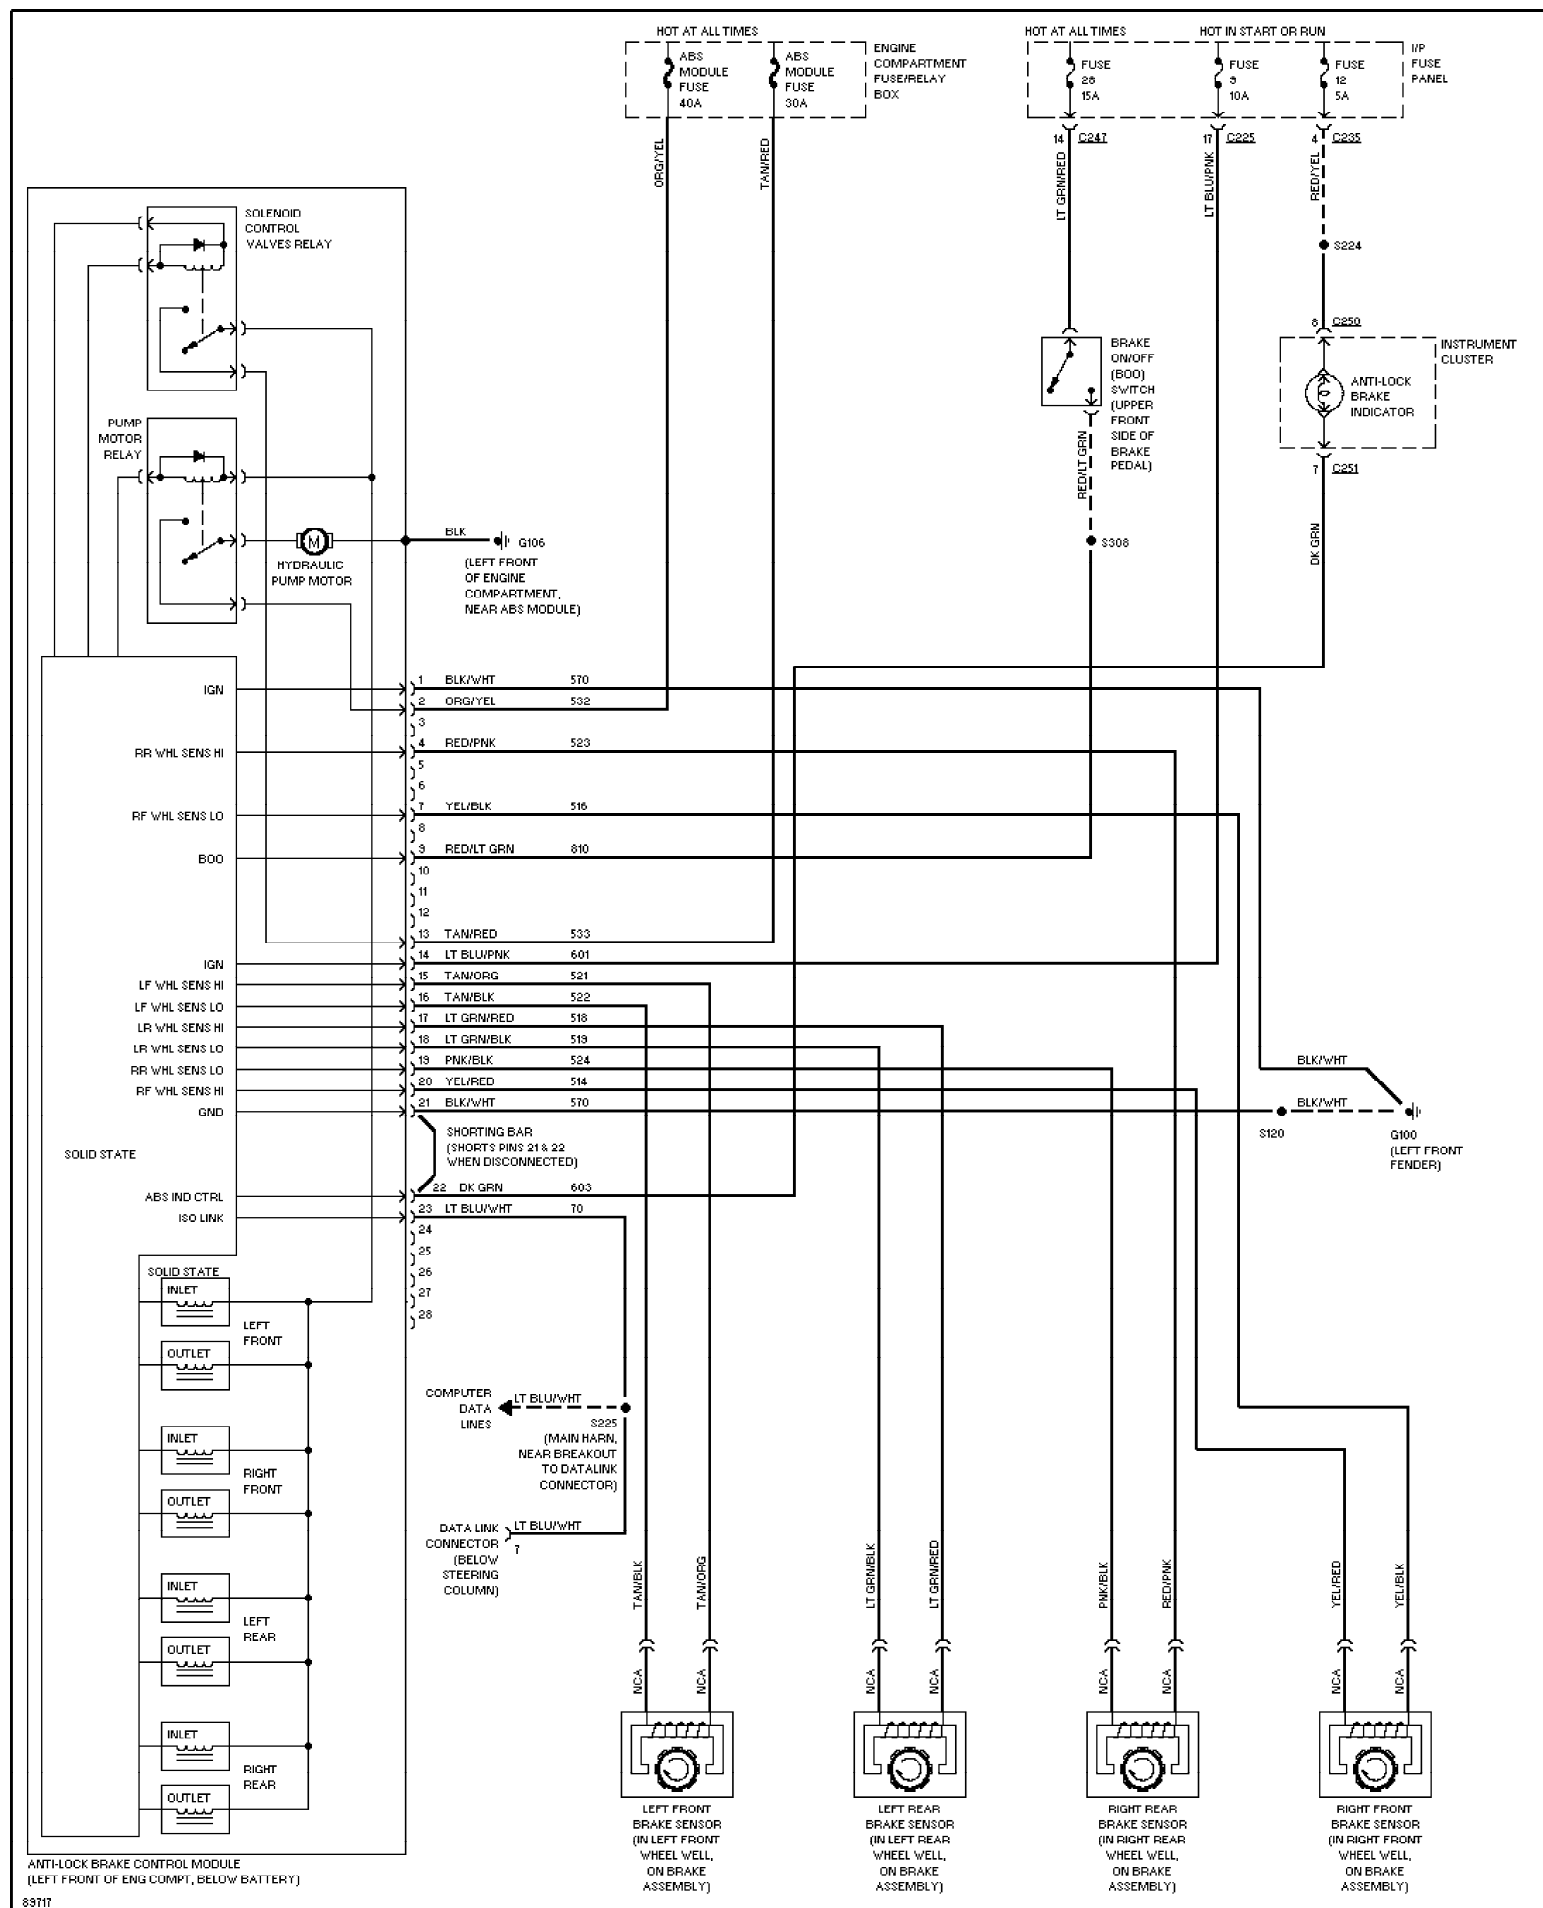 HOT AT ALL TIMES
HOT AT ALL TIMES
HOT IN START OR RUN
ABS
MODULE
FUSE
40A
ABS
MODULE
FUSE
30A
ENGINE
COMPARTMENT
FUSE/RELAY
BOX
FUSE
28
15A
FUSE
9
10A
FUSE
12
5A
I/P
FUSE
PANEL
14 C247
17 C225
4 C235
ORG/YEL
TAN/RED
LT GRN/RED
LT BLU/PNK
RED/YEL
SOLENOID
CONTROL
VALVES RELAY
S224
8 C250
BRAKE
ON/OFF
(BOO)
SWITCH
(UPPER
FRONT
SIDE OF
BRAKE
PEDAL)
INSTRUMENT
CLUSTER
ANTI-LOCK
BRAKE
INDICATOR
PUMP
MOTOR
RELAY
RED/LT GRN
7 C251
BLK
G106
(LEFT FRONT
OF ENGINE
COMPARTMENT,
NEAR ABS MODULE)
S308
DK GRN
M
HYDRAULIC
PUMP MOTOR
IGN 1 BLK/WHT 570
2 ORG/YEL 532
3
RR WHL SENS HI 4 RED/PNK 523
5
6
RF WHL SENS LO 7 YEL/BLK 516
8
BOO 9 RED/LT GRN 810
10
11
12
13 TAN/RED 533
IGN 14 LT BLU/PNK 601
LF WHL SENS HI 15 TAN/ORG 521
LF WHL SENS LO 16 TAN/BLK 522
LR WHL SENS HI 17 LT GRN/RED 518
LR WHL SENS LO 18 LT GRN/BLK 519
RR WHL SENS LO 19 PNK/BLK 524
RF WHL SENS HI 20 YEL/RED 514
GND 21 BLK/WHT 570
BLK/WHT
BLK/WHT
S120
G100
(LEFT FRONT
FENDER)
SHORTING BAR
(SHORTS PINS 21 & 22
WHEN DISCONNECTED)
SOLID STATE
ABS IND CTRL 22 DK GRN 603
ISO LINK 23 LT BLU/WHT 70
24
25
26
27
28
SOLID STATE
INLET
LEFT
FRONT
OUTLET
INLET
RIGHT
FRONT
OUTLET
INLET
LEFT
REAR
OUTLET
INLET
RIGHT
REAR
OUTLET
COMPUTER
DATA
LINES
LT BLU/WHT
S225
(MAIN HARN,
NEAR BREAKOUT
TO DATALINK
CONNECTOR)
DATA LINK
CONNECTOR
(BELOW
STEERING
COLUMN)
LT BLU/WHT
7
TAN/BLK
TAN/ORG
LT GRN/BLK
LT GRN/RED
PNK/BLK
RED/PNK
YEL/RED
YEL/BLK
NCA
NCA
NCA
NCA
NCA
NCA
NCA
NCA
LEFT FRONT
BRAKE SENSOR
(IN LEFT FRONT
WHEEL WELL,
ON BRAKE
ASSEMBLY)
LEFT REAR
BRAKE SENSOR
(IN LEFT REAR
WHEEL WELL,
ON BRAKE
ASSEMBLY)
RIGHT REAR
BRAKE SENSOR
(IN RIGHT REAR
WHEEL WELL,
ON BRAKE
ASSEMBLY)
RIGHT FRONT
BRAKE SENSOR
(IN RIGHT FRONT
WHEEL WELL,
ON BRAKE
ASSEMBLY)
ANTI-LOCK BRAKE CONTROL MODULE
(LEFT FRONT OF ENG COMPT, BELOW BATTERY)
89717